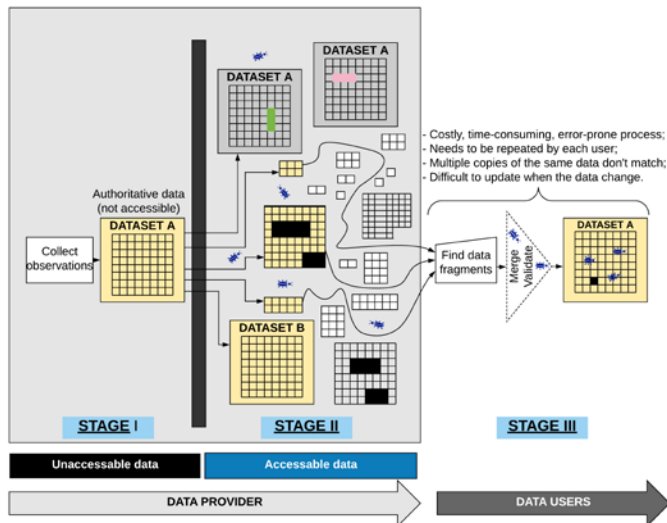 DATASET A
DATASET A
- Costly, time-consuming, error-prone process;
- Needs to be repeated by each user;
- Multiple copies of the same data don't match;
- Difficult to update when the data change.
Authoritative data
(not accessible)
DATASET A
Collect
observations
Find data
fragments
Merge
Validate
DATASET A
DATASET B
STAGE I
STAGE II
STAGE III
Unaccessable data
Accessable data
DATA PROVIDER
DATA USERS